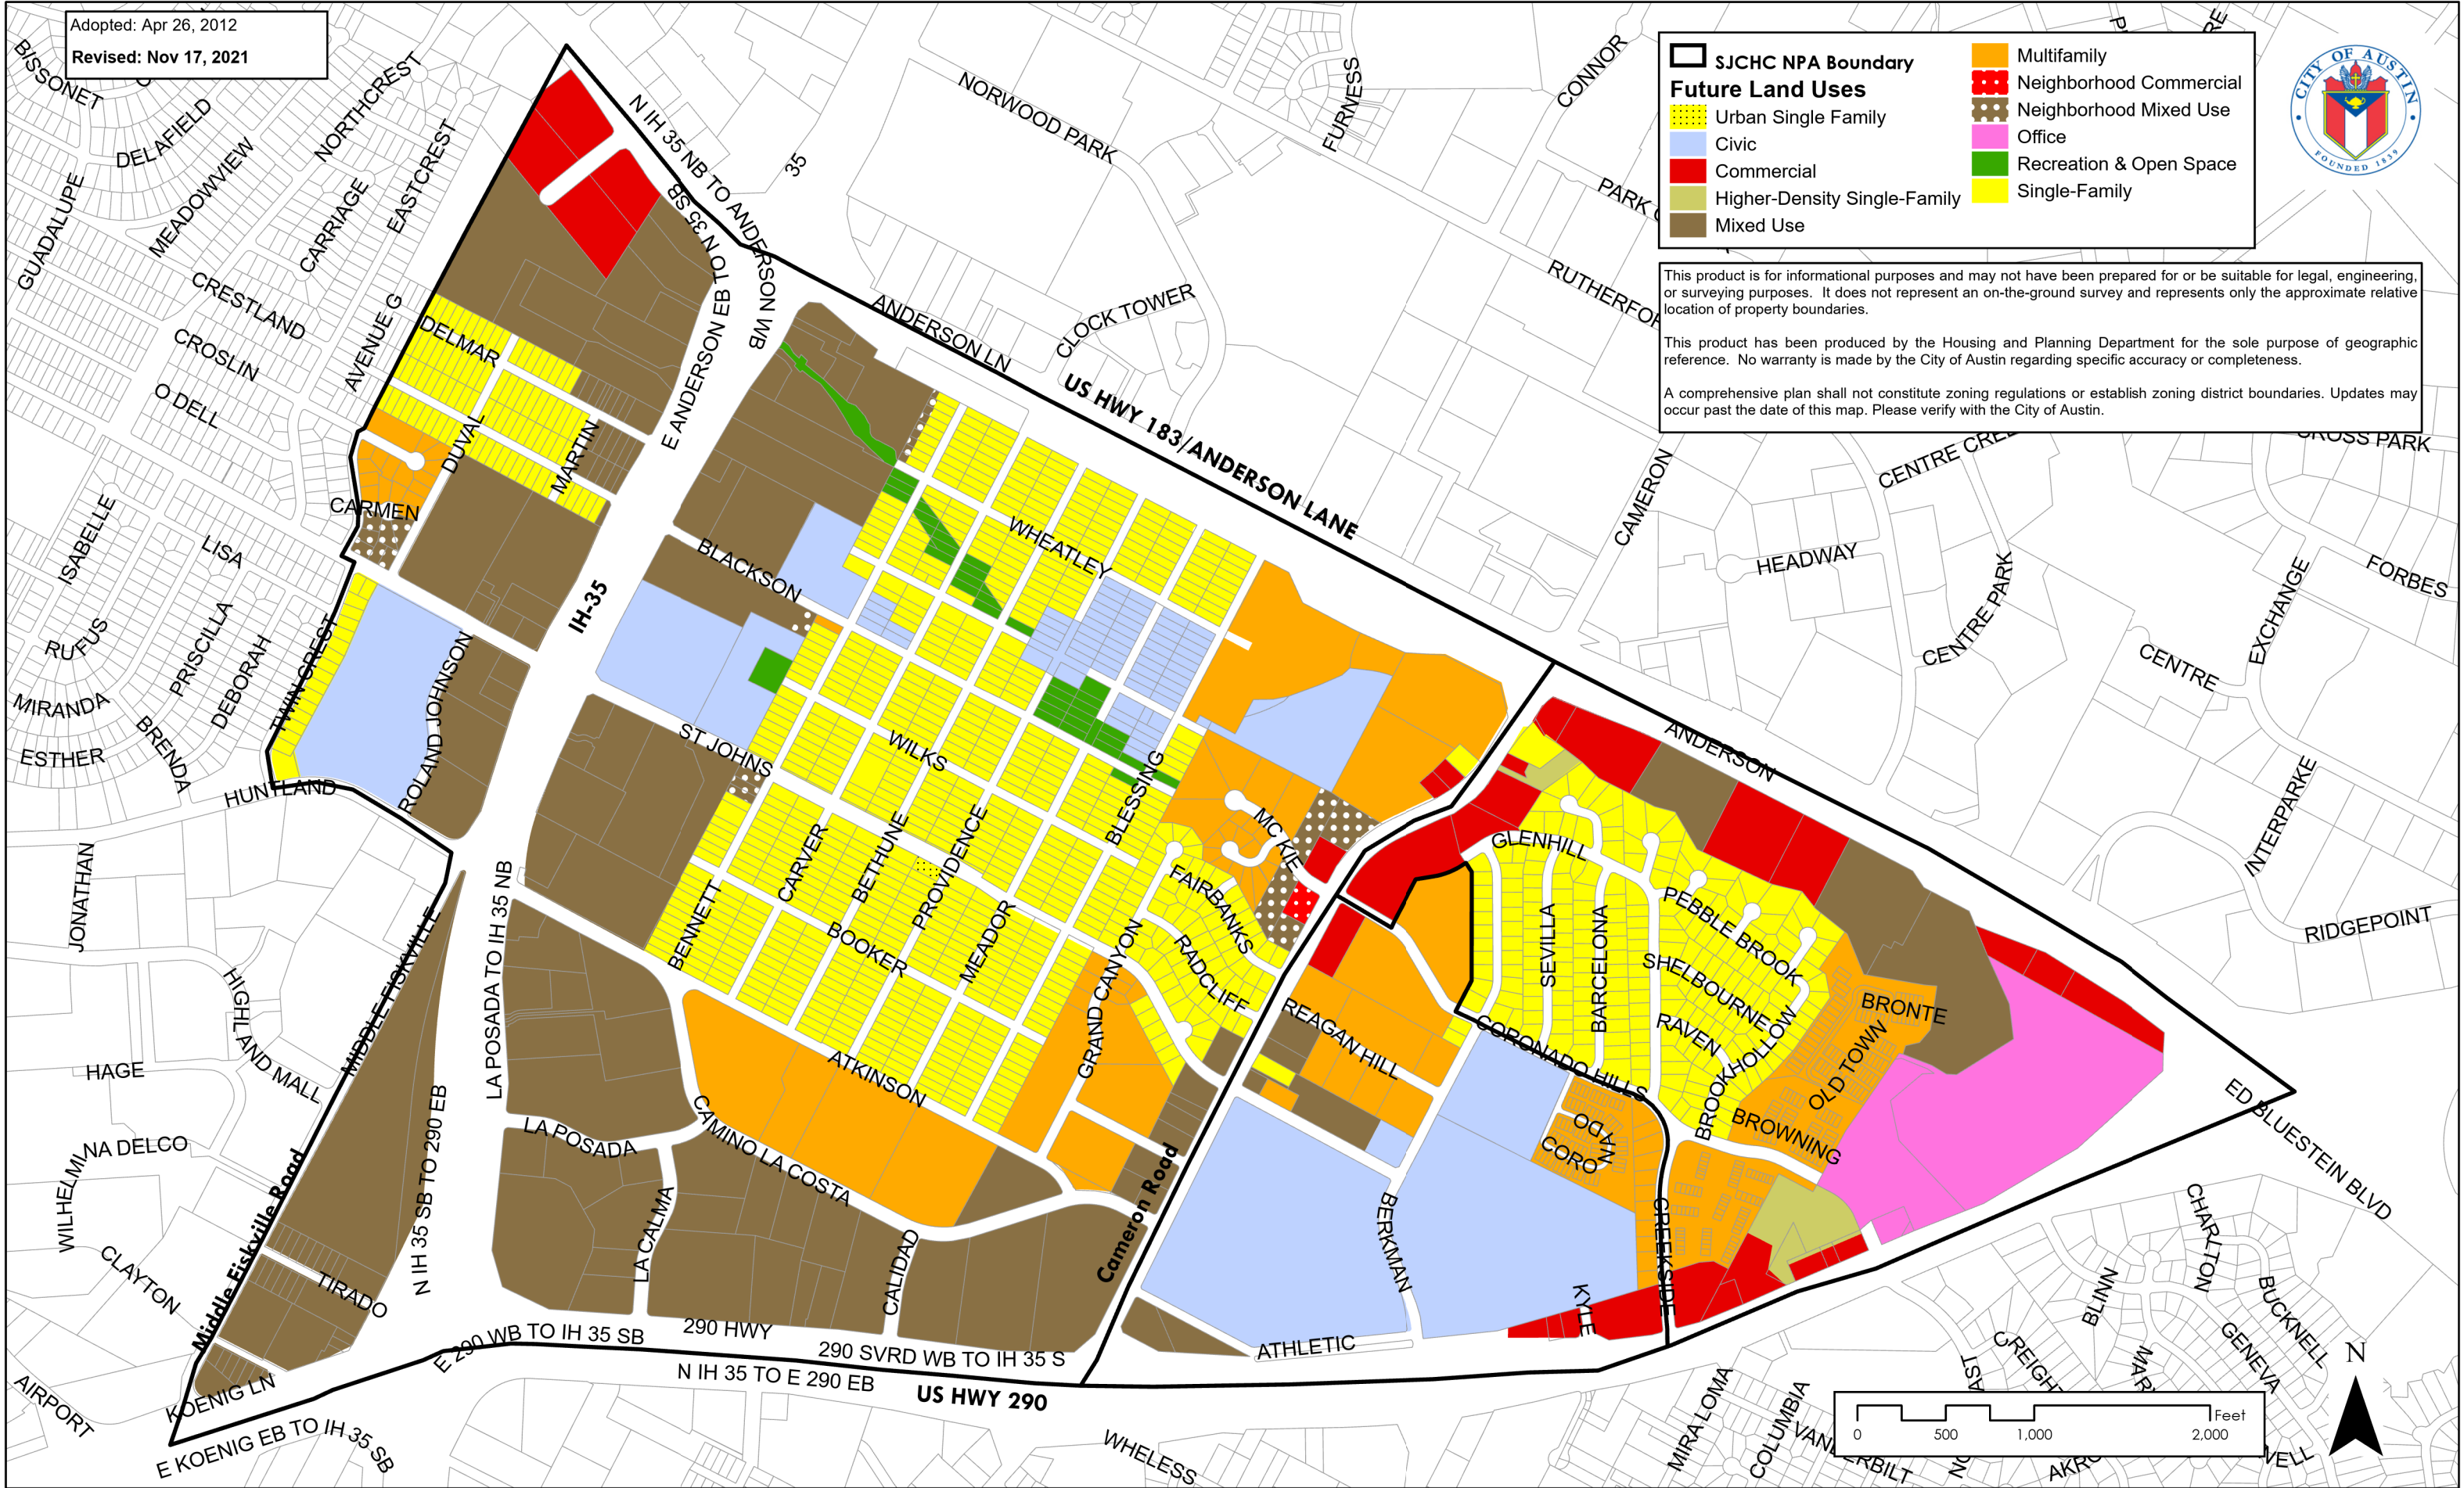 Adopted: Apr 26, 2012
Revised: Nov 17, 2021
SJCHC NPA Boundary
Future Land Uses
Urban Single Family
Civic
Commercial
Higher-Density Single-Family
Mixed Use
Multifamily
Neighborhood Commercial
Neighborhood Mixed Use
Office
Recreation & Open Space
Single-Family
CITY OF AUSTIN
FOUNDED 1839
This product is for informational purposes and may not have been prepared for or be suitable for legal, engineering,
or surveying purposes. It does not represent an on-the-ground survey and represents only the approximate relative
location of property boundaries.
This product has been produced by the Housing and Planning Department for the sole purpose of geographic
reference. No warranty is made by the City of Austin regarding specific accuracy or completeness.
A comprehensive plan shall not constitute zoning regulations or establish zoning district boundaries. Updates may
occur past the date of this map. Please verify with the City of Austin.
BISSONET
DELAFIELD
NORTHCREST
GUADALUPE
MEADOWVIEW
CARRIAGE
EASTCREST
CRESTLAND
CROSLIN
AVENUE G
O DELL
DELMAR
DUVAL
MARTIN
CARMEN
ISABELLE
LISA
RUFUS
PRISCILLA
DEBORAH
TWIN CREST
MIRANDA
BRENDA
ESTHER
HUNTLAND
ROLAND JOHNSON
JONATHAN
HIGHLAND MALL
MIDDLE FISKVILLE
HAGE
WILHELMINA DELCO
CLAYTON
Middle Fiskville Road
TIRADO
AIRPORT
KOENIG LN
E KOENIG EB TO IH 35 SB
N IH 35 NB TO ANDERSON WB
E ANDERSON EB TO N 35 SB
35
NORWOOD PARK
FURNESS
CONNOR
RUTHERFOR
ANDERSON LN
CLOCK TOWER
US HWY 183/ANDERSON LANE
CAMERON
HEADWAY
CENTRE CREE
CENTRE PARK
CROSS PARK
FORBES
EXCHANGE
CENTRE
INTERPARKE
RIDGEPOINT
IH-35
BLACKSON
WHEATLEY
ST JOHNS
WILKS
BLESSING
CARVER
BETHUNE
PROVIDENCE
BENNETT
BOOKER
MEADOR
MC KIE
FAIRBANKS
RADCLIFF
GRAND CANYON
ATKINSON
LA POSADA TO IH 35 NB
LA POSADA
CAMINO LA COSTA
LA CALMA
CALIDAD
N IH 35 SB TO 290 EB
Cameron Road
E 290 WB TO IH 35 SB
290 HWY
290 SVRD WB TO IH 35 S
N IH 35 TO E 290 EB
US HWY 290
ANDERSON
GLENHILL
SEVILLA
BARCELONA
PEBBLE BROOK
SHELBOURNE
RAVEN
BROOKHOLLOW
BRONTE
OLD TOWN
BROWNING
REAGAN HILL
CORONADO HILLS
CORONADO
BERKMAN
CREEKSIDE
KYLE
ATHLETIC
ED BLUESTEIN BLVD
CHARLTON
BLINN
BUCKNELL
GENEVA
WHELESS
MIRA LOMA
COLUMBIA
N
0 500 1,000 2,000 Feet